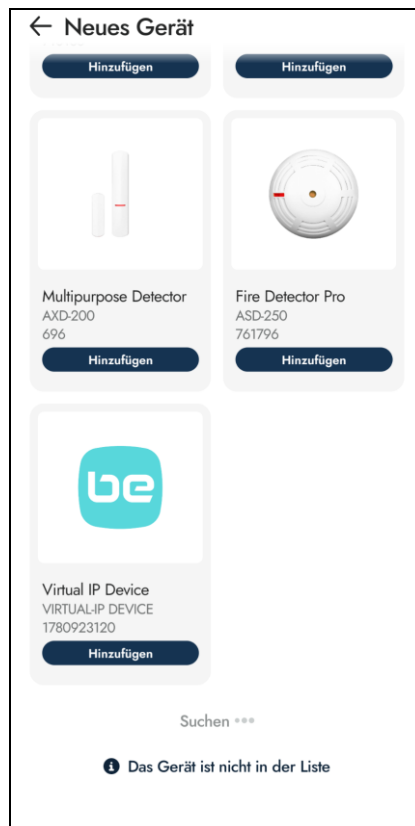 ← Neues Gerät
Hinzufügen
Hinzufügen
Multipurpose Detector
AXD-200
696
Hinzufügen
Fire Detector Pro
ASD-250
761796
Hinzufügen
be
Virtual IP Device
VIRTUAL-IP DEVICE
1780923120
Hinzufügen
Suchen •••
Das Gerät ist nicht in der Liste